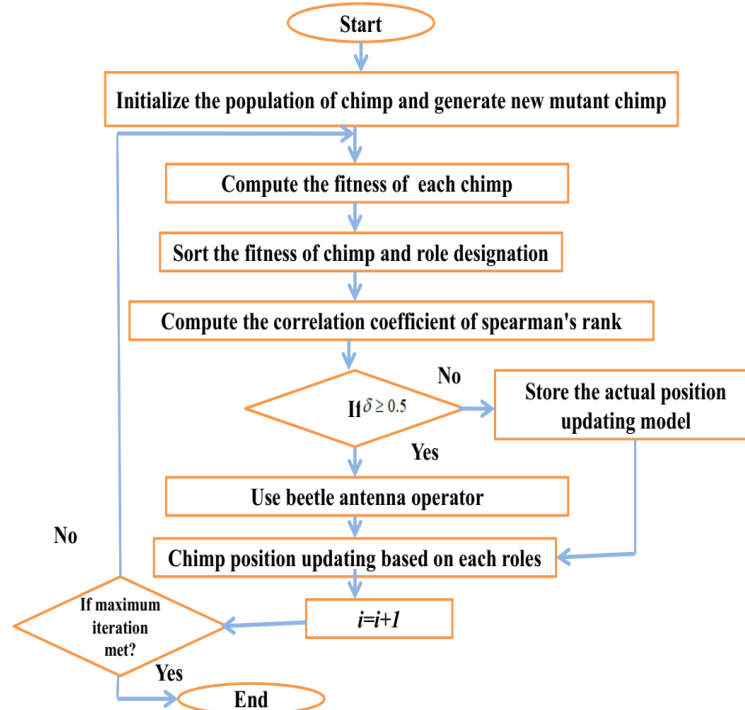 Start
Initialize the population of chimp and generate new mutant chimp
Compute the fitness of each chimp
Sort the fitness of chimp and role designation
Compute the correlation coefficient of spearman's rank
No
If δ ≥ 0.5
Store the actual position
updating model
Yes
Use beetle antenna operator
No
Chimp position updating based on each roles
If maximum
iteration
met?
i=i+1
Yes
End